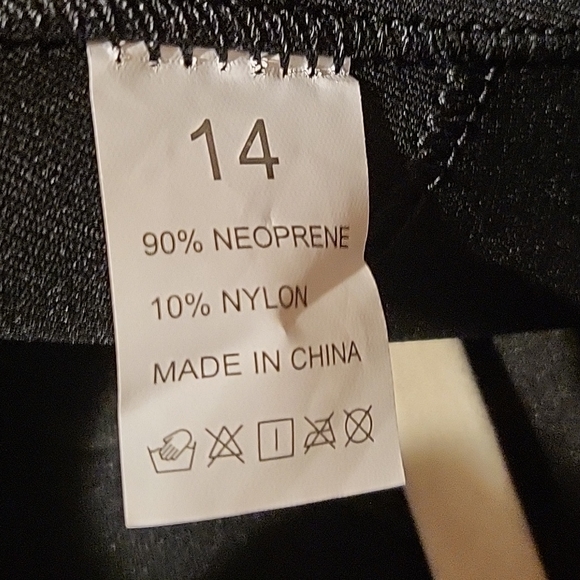 14
90% NEOPRENE
10% NYLON
MADE IN CHINA